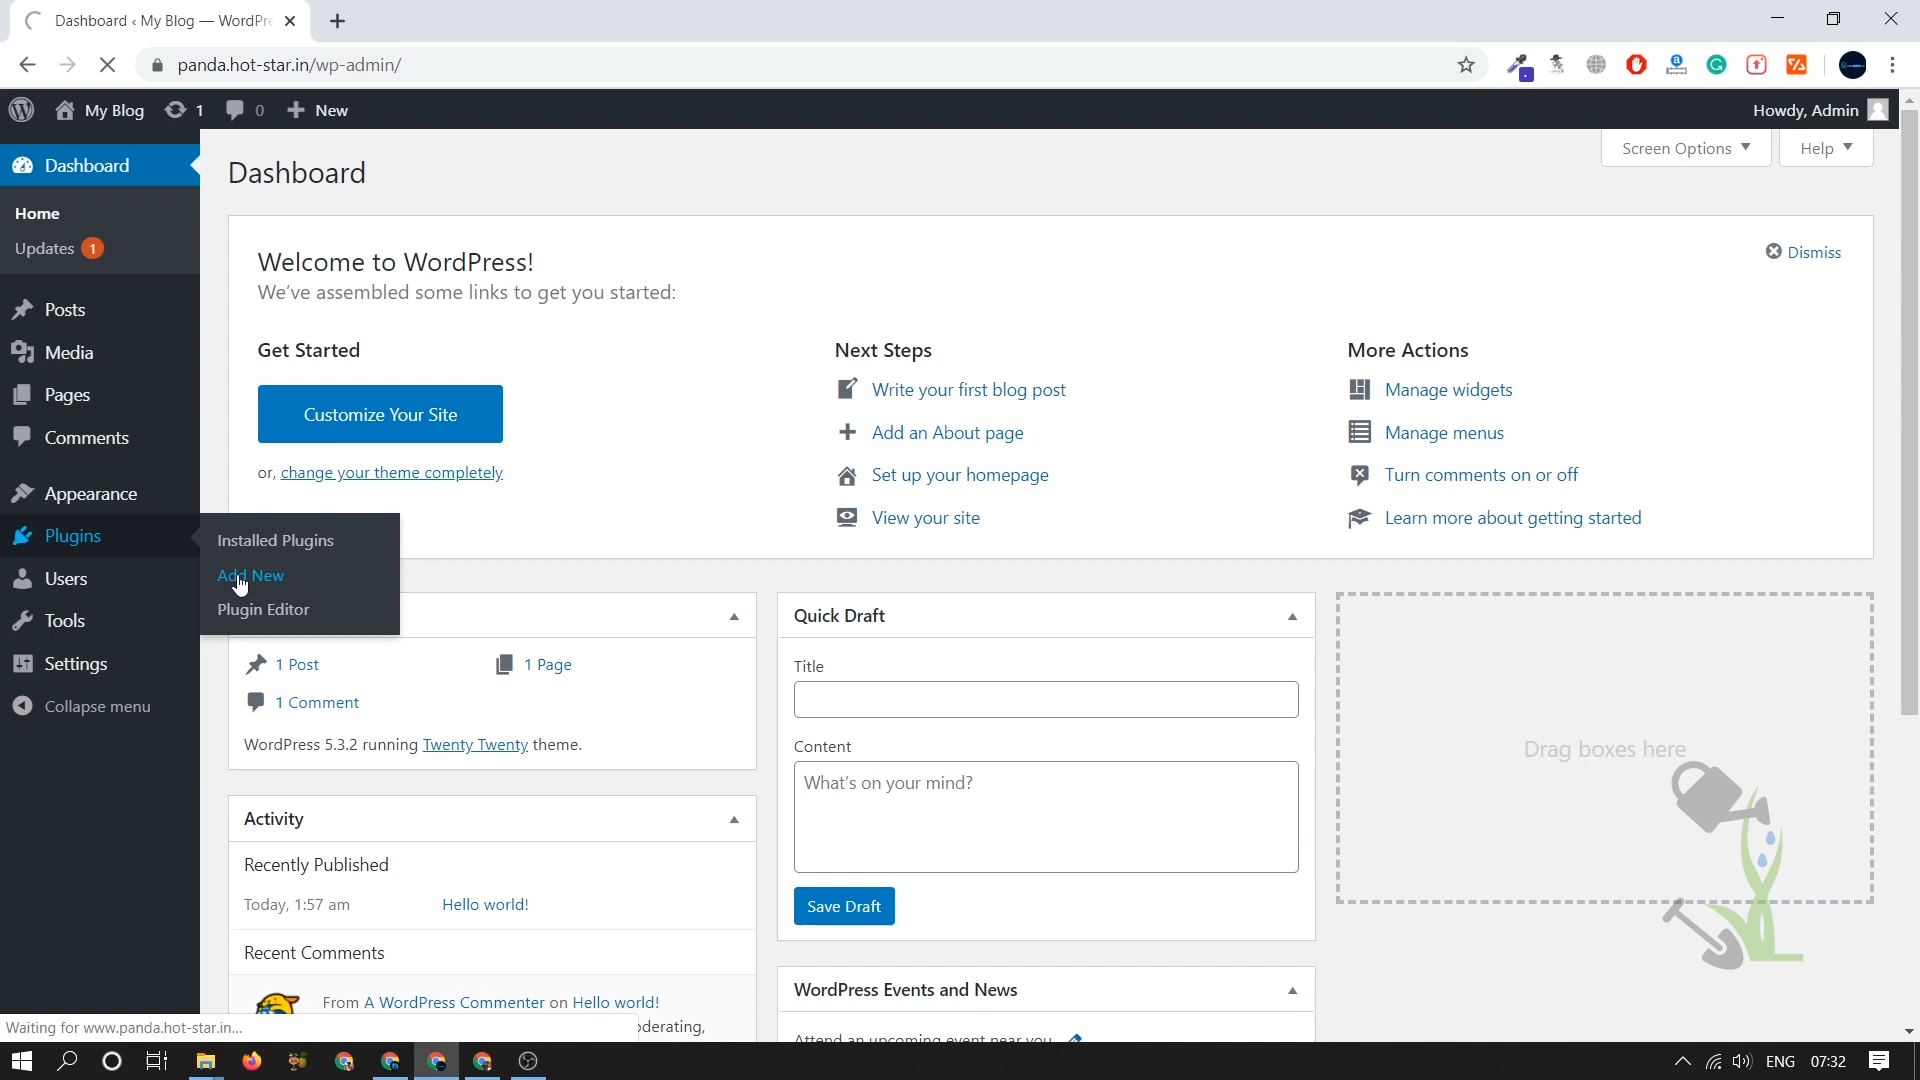 Dashboard ‹ My Blog — WordPre
panda.hot-star.in/wp-admin/
My Blog
1
0
New
Howdy, Admin
Dashboard
Home
Updates 1
Posts
Media
Pages
Comments
Appearance
Plugins
Users
Tools
Settings
Collapse menu
Installed Plugins
Add New
Plugin Editor
Screen Options
Help
Dashboard
Welcome to WordPress!
We've assembled some links to get you started:
Dismiss
Get Started
Customize Your Site
or, change your theme completely
Next Steps
Write your first blog post
Add an About page
Set up your homepage
View your site
More Actions
Manage widgets
Manage menus
Turn comments on or off
Learn more about getting started
1 Post
1 Page
1 Comment
WordPress 5.3.2 running Twenty Twenty theme.
Activity
Recently Published
Today, 1:57 am
Hello world!
Recent Comments
From A WordPress Commenter on Hello world!
Quick Draft
Title
Content
What's on your mind?
Save Draft
WordPress Events and News
Attend an upcoming event near you
Drag boxes here
Waiting for www.panda.hot-star.in...
ENG
07:32